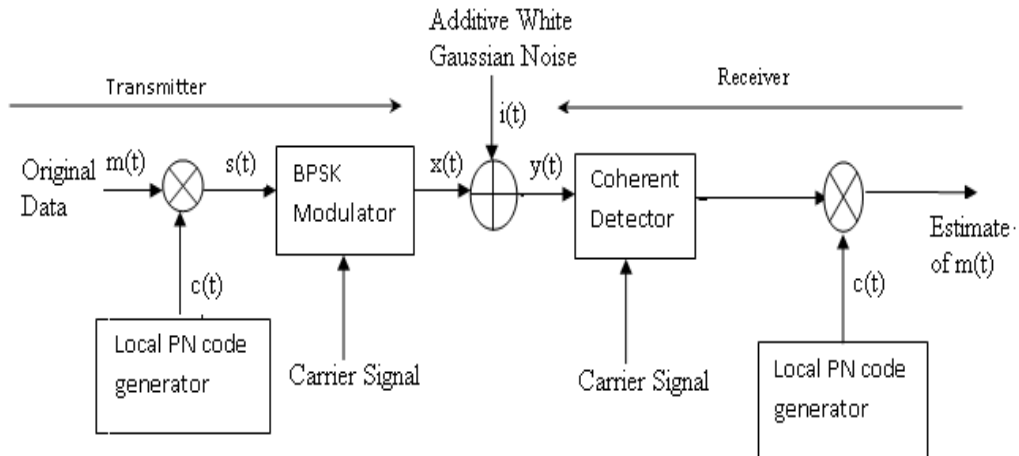 Additive White
Gaussian Noise
Transmitter
Receiver
i(t)
Original
Data
m(t)
s(t)
BPSK
Modulator
x(t)
y(t)
Coherent
Detector
Estimate
of m(t)
c(t)
c(t)
Local PN code
generator
Carrier Signal
Carrier Signal
Local PN code
generator